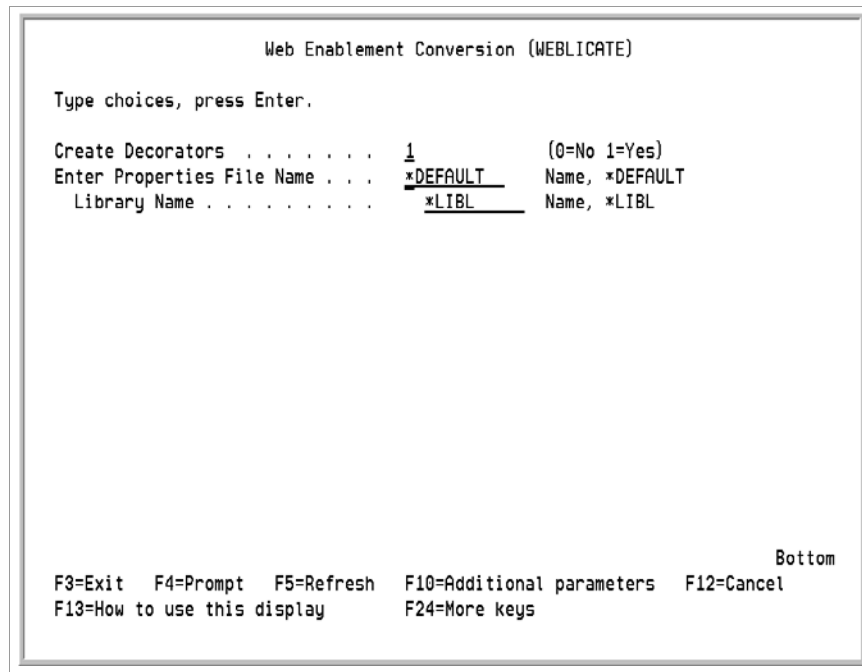 Web Enablement Conversion (WEBLICATE)
Type choices, press Enter.
Create Decorators . . . . . . . 1 (0=No 1=Yes)
Enter Properties File Name . . . *DEFAULT Name, *DEFAULT
Library Name . . . . . . . . . *LIBL Name, *LIBL
Bottom
F3=Exit F4=Prompt F5=Refresh F10=Additional parameters F12=Cancel
F13=How to use this display F24=More keys